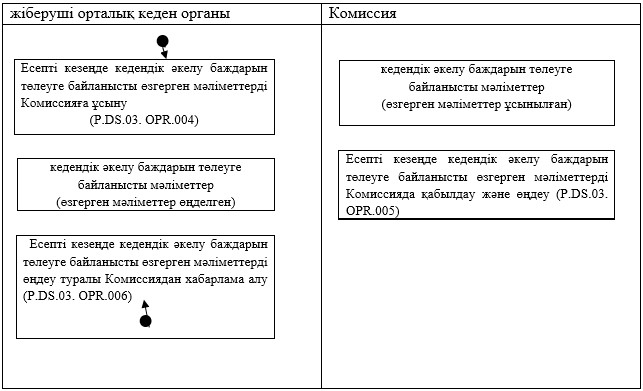 жіберуші орталық кеден органы
Комиссия
Есепті кезеңде кедендік әкелу баждарын
төлеуге байланысты өзгерген мәліметтерді
Комиссияға ұсыну
(P.DS.03. OPR.004)
кедендік әкелу баждарын төлеуге
байланысты мәліметтер
(өзгерген мәліметтер ұсынылған)
кедендік әкелу баждарын төлеуге
байланысты мәліметтер
(өзгерген мәліметтер өңделген)
Есепті кезеңде кедендік әкелу баждарын
төлеуге байланысты өзгерген мәліметтерді
Комиссияда қабылдау және өңдеу (P.DS.03.
OPR.005)
Есепті кезеңде кедендік әкелу баждарын
төлеуге байланысты өзгерген мәліметтерді
өңдеу туралы Комиссиядан хабарлама алу
(P.DS.03. OPR.006)